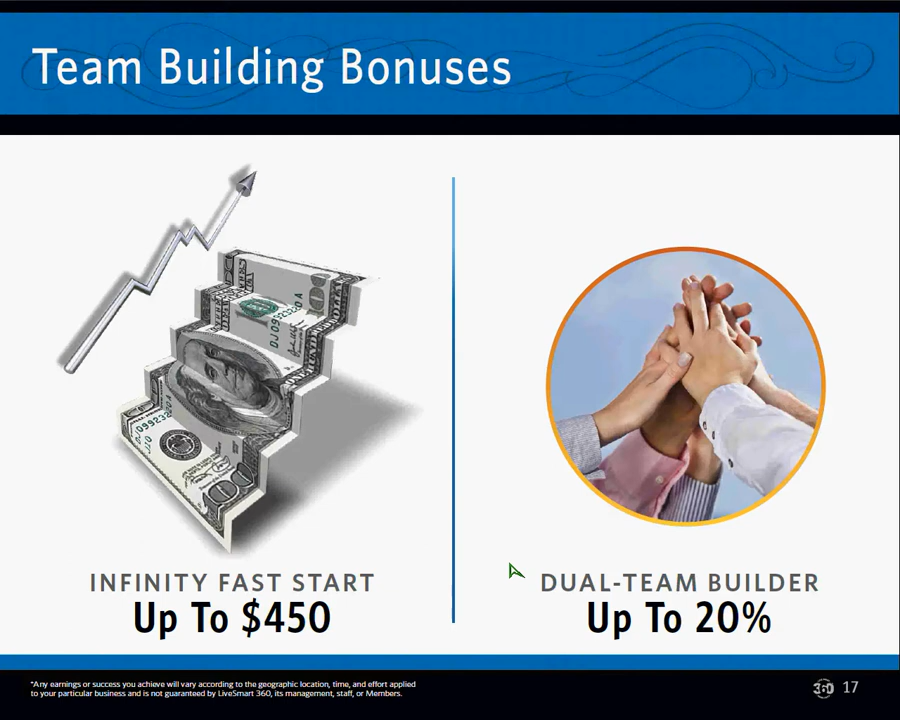 Team Building Bonuses
INFINITY FAST START
Up To $450
DUAL-TEAM BUILDER
Up To 20%
*Any earnings or success you achieve will vary according to the geographic location, time, and effort applied
to your particular business and is not guaranteed by LiveSmart 360, its management, staff, or Members.
360 17